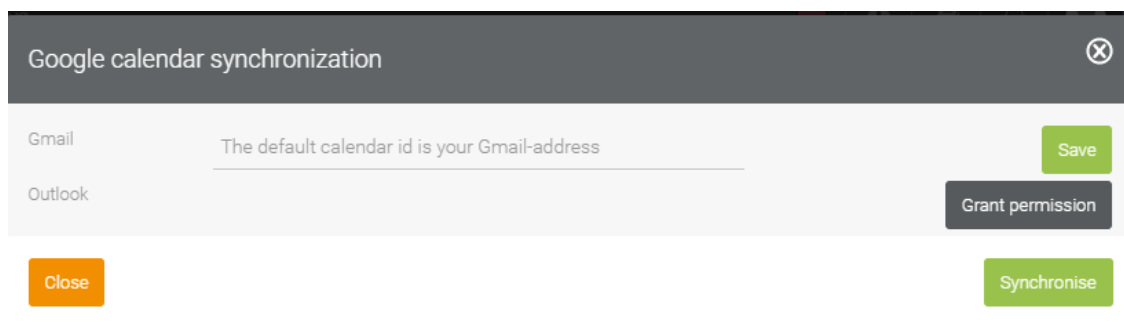 Google calendar synchronization
Gmail
The default calendar id is your Gmail-address
Save
Outlook
Grant permission
Close
Synchronise